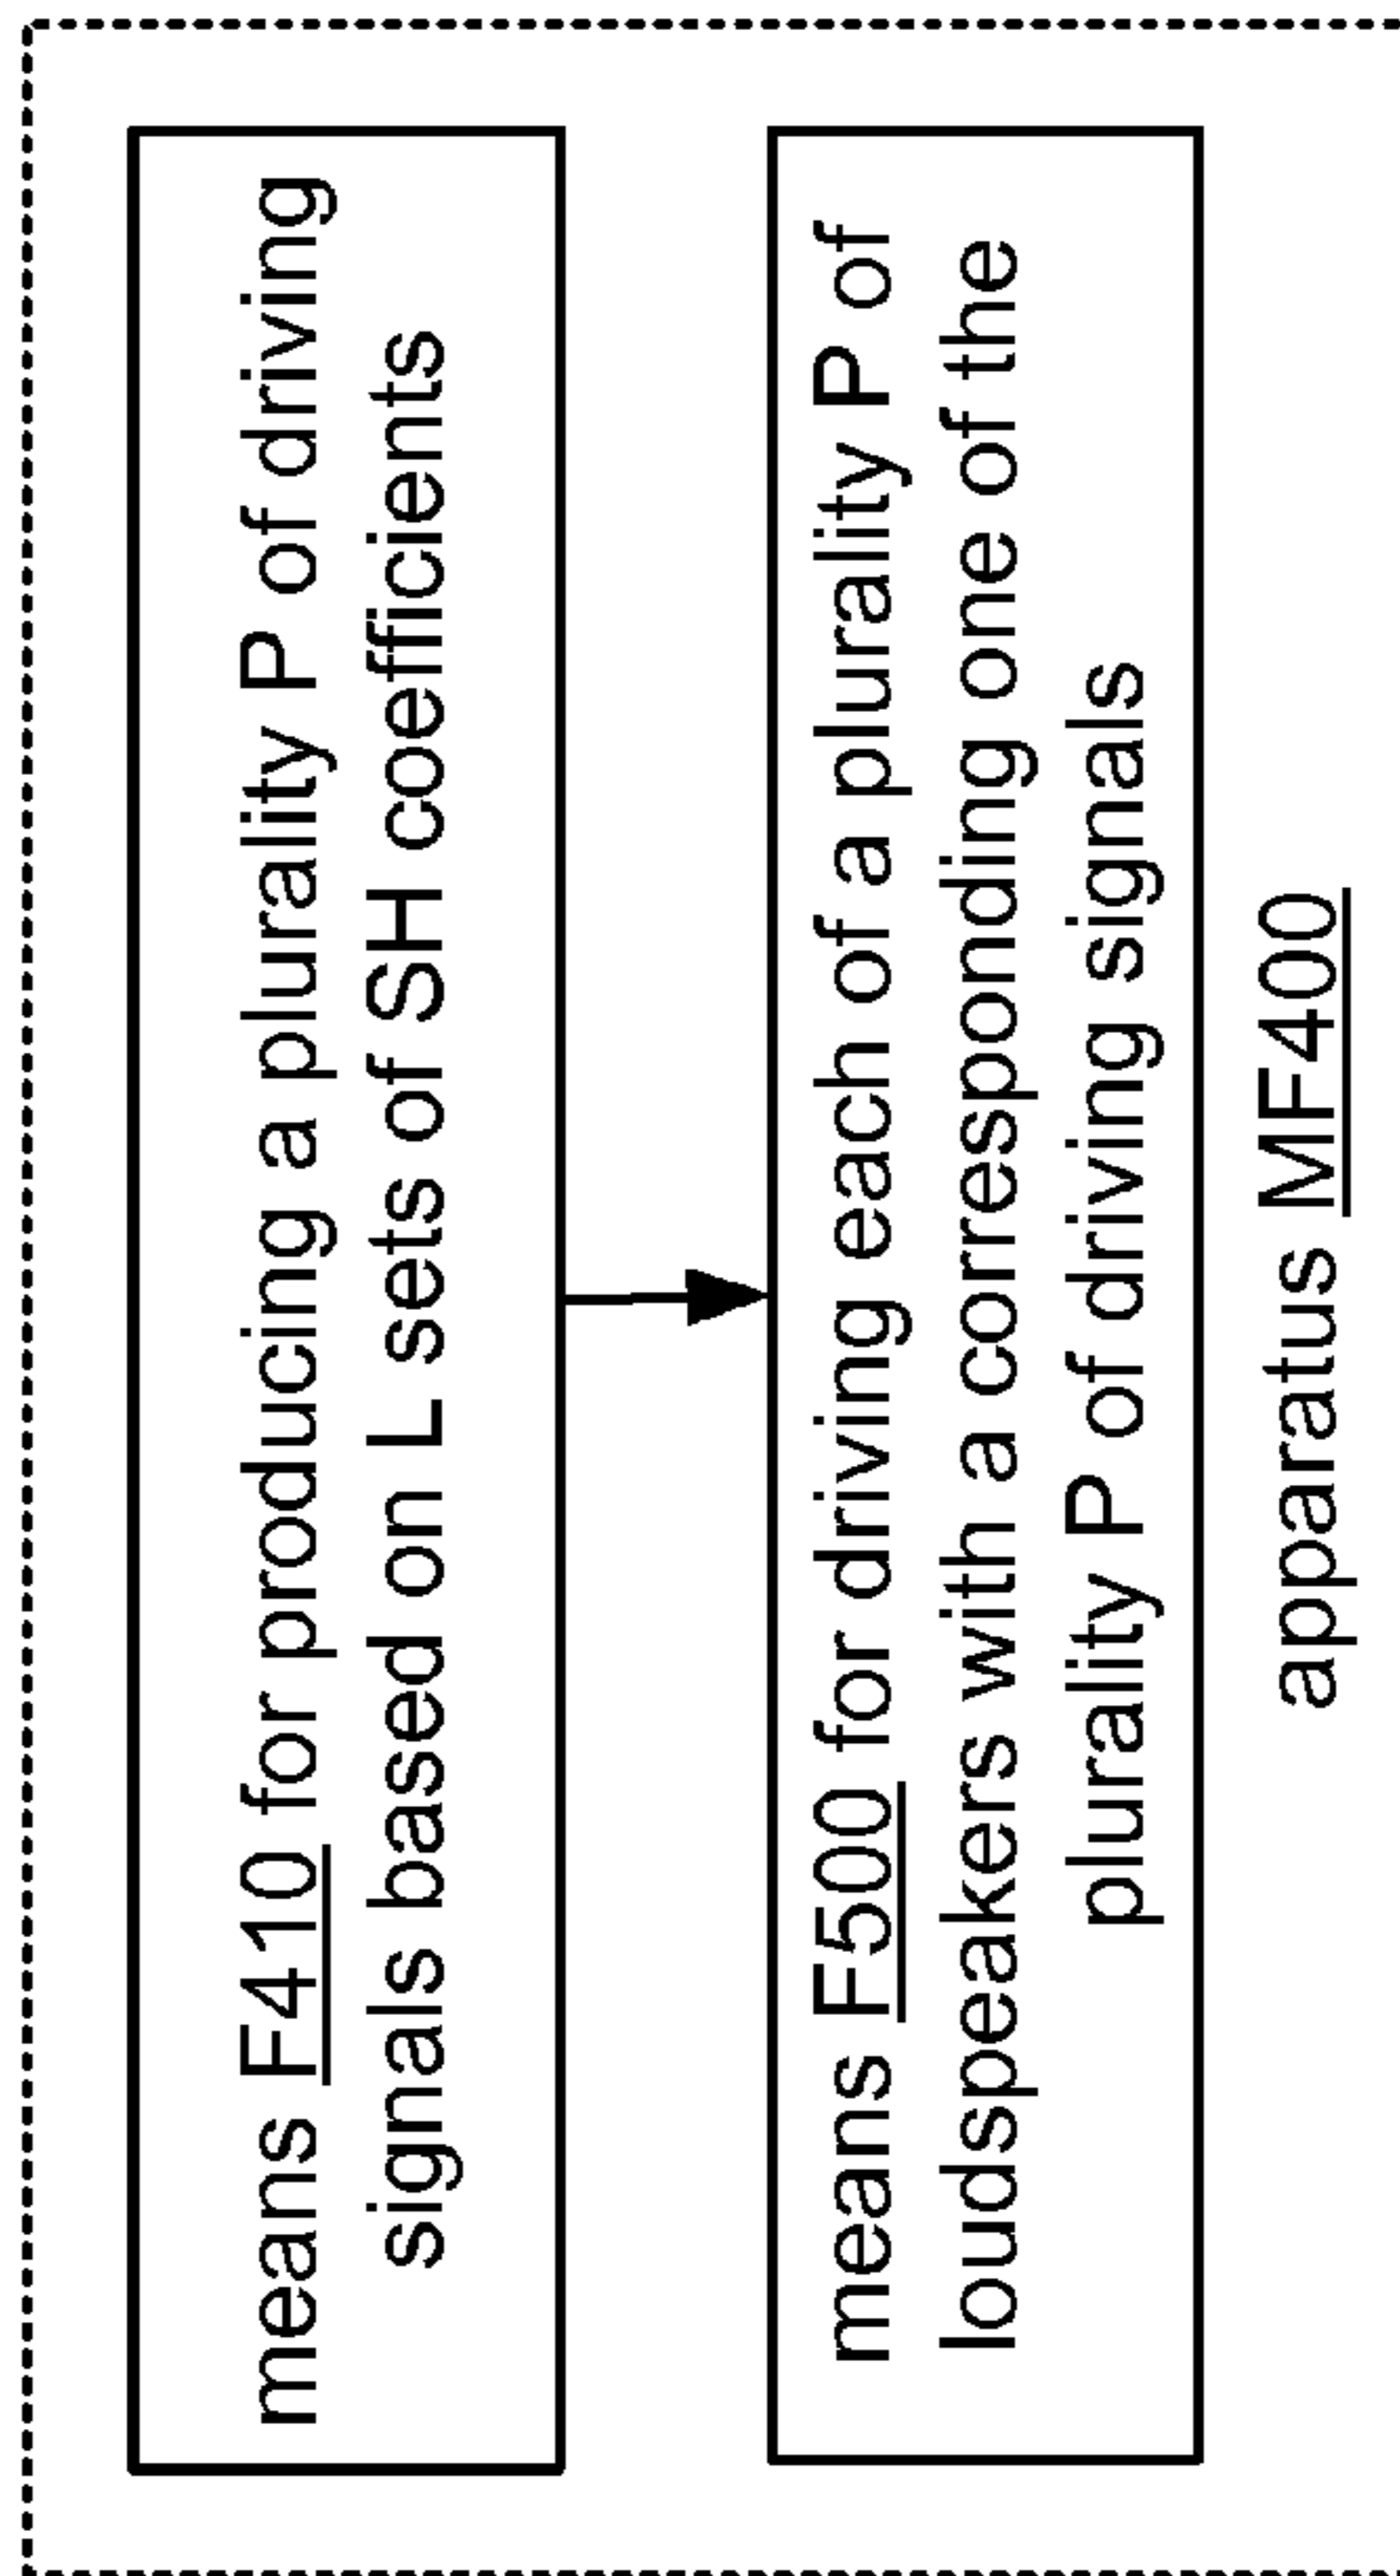 means F410 for producing a plurality P of driving
signals based on L sets of SH coefficients
means F500 for driving each of a plurality P of
loudspeakers with a corresponding one of the
plurality P of driving signals
apparatus MF400